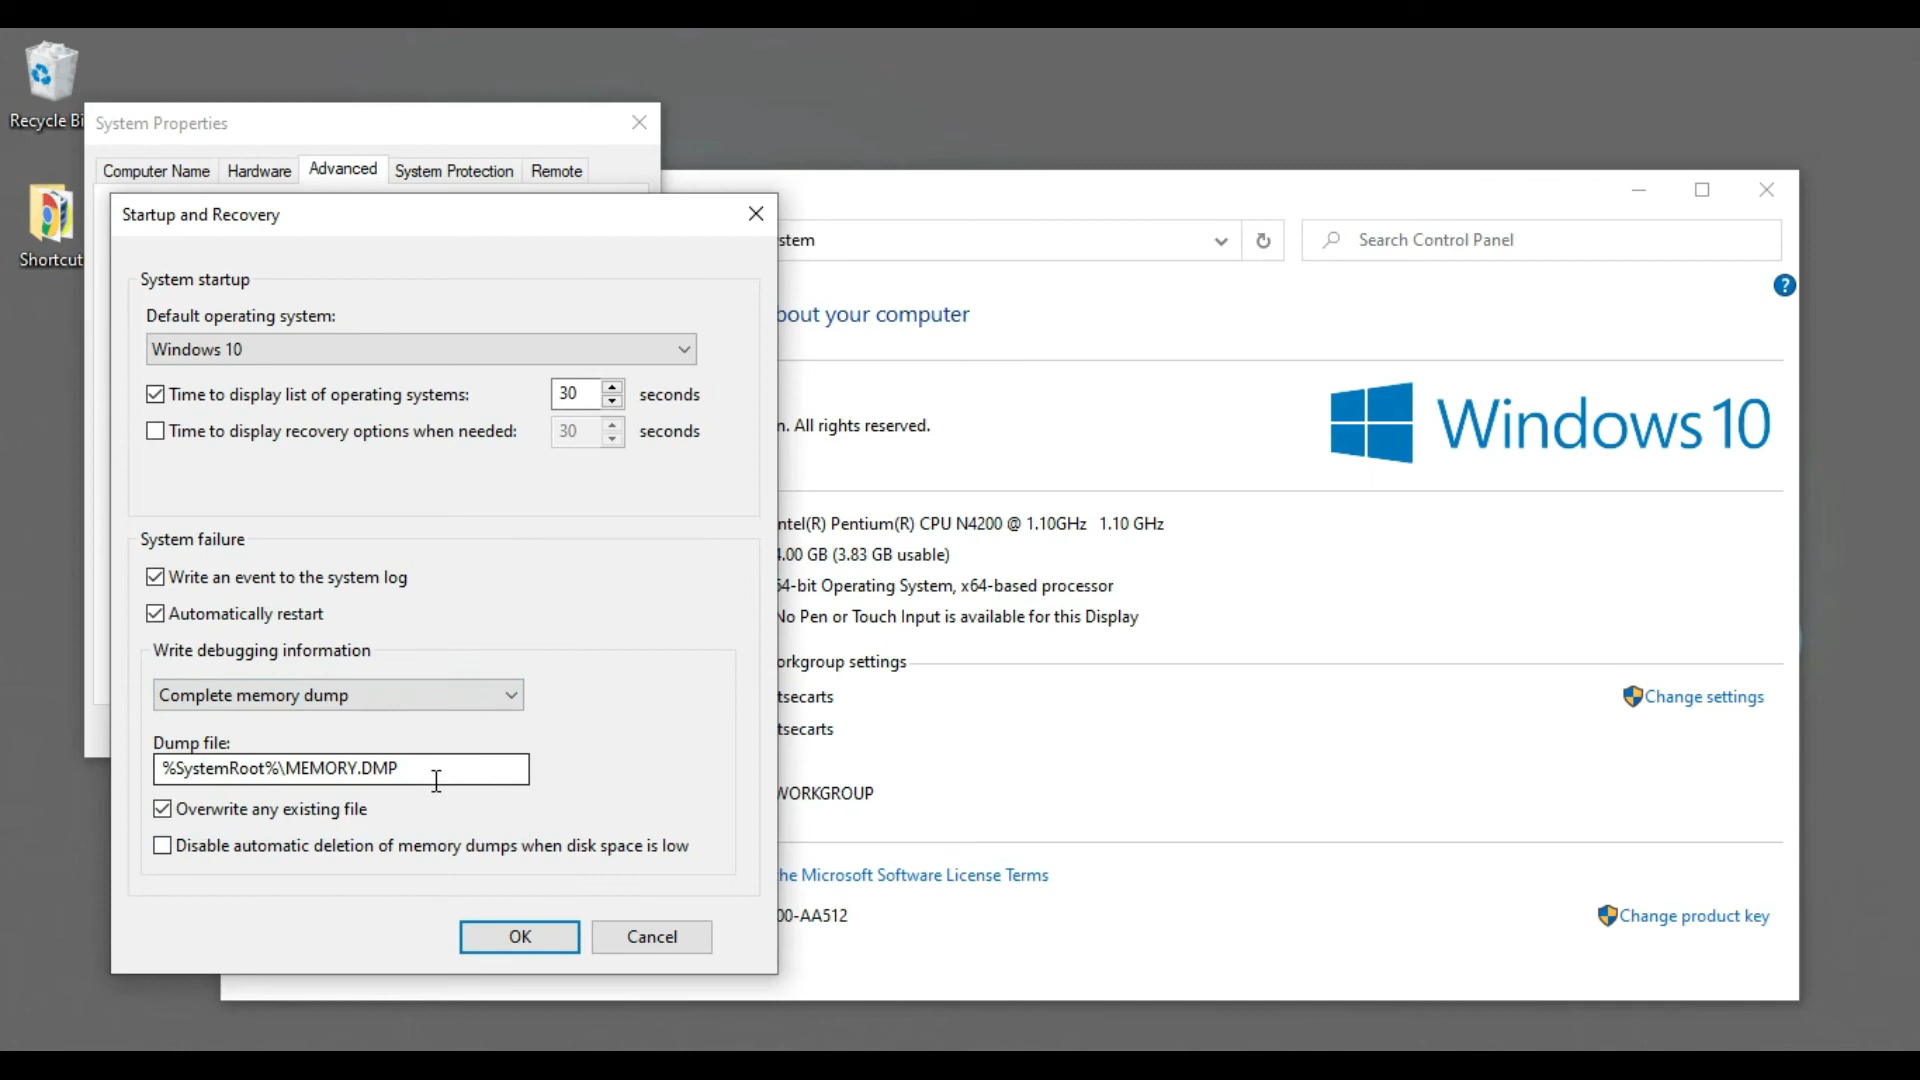 Recycle Bi
Shortcut
System Properties
Computer Name Hardware Advanced System Protection Remote
Startup and Recovery
System startup
Default operating system:
Windows 10
Time to display list of operating systems: 30 seconds
Time to display recovery options when needed: 30 seconds
System failure
Write an event to the system log
Automatically restart
Write debugging information
Complete memory dump
Dump file:
%SystemRoot%\MEMORY.DMP
Overwrite any existing file
Disable automatic deletion of memory dumps when disk space is low
OK Cancel
stem
Search Control Panel
?
bout your computer
n. All rights reserved.
Windows 10
ntel(R) Pentium(R) CPU N4200 @ 1.10GHz 1.10 GHz
4.00 GB (3.83 GB usable)
64-bit Operating System, x64-based processor
No Pen or Touch Input is available for this Display
orkgroup settings
tsecarts
Change settings
tsecarts
WORKGROUP
he Microsoft Software License Terms
00-AA512
Change product key